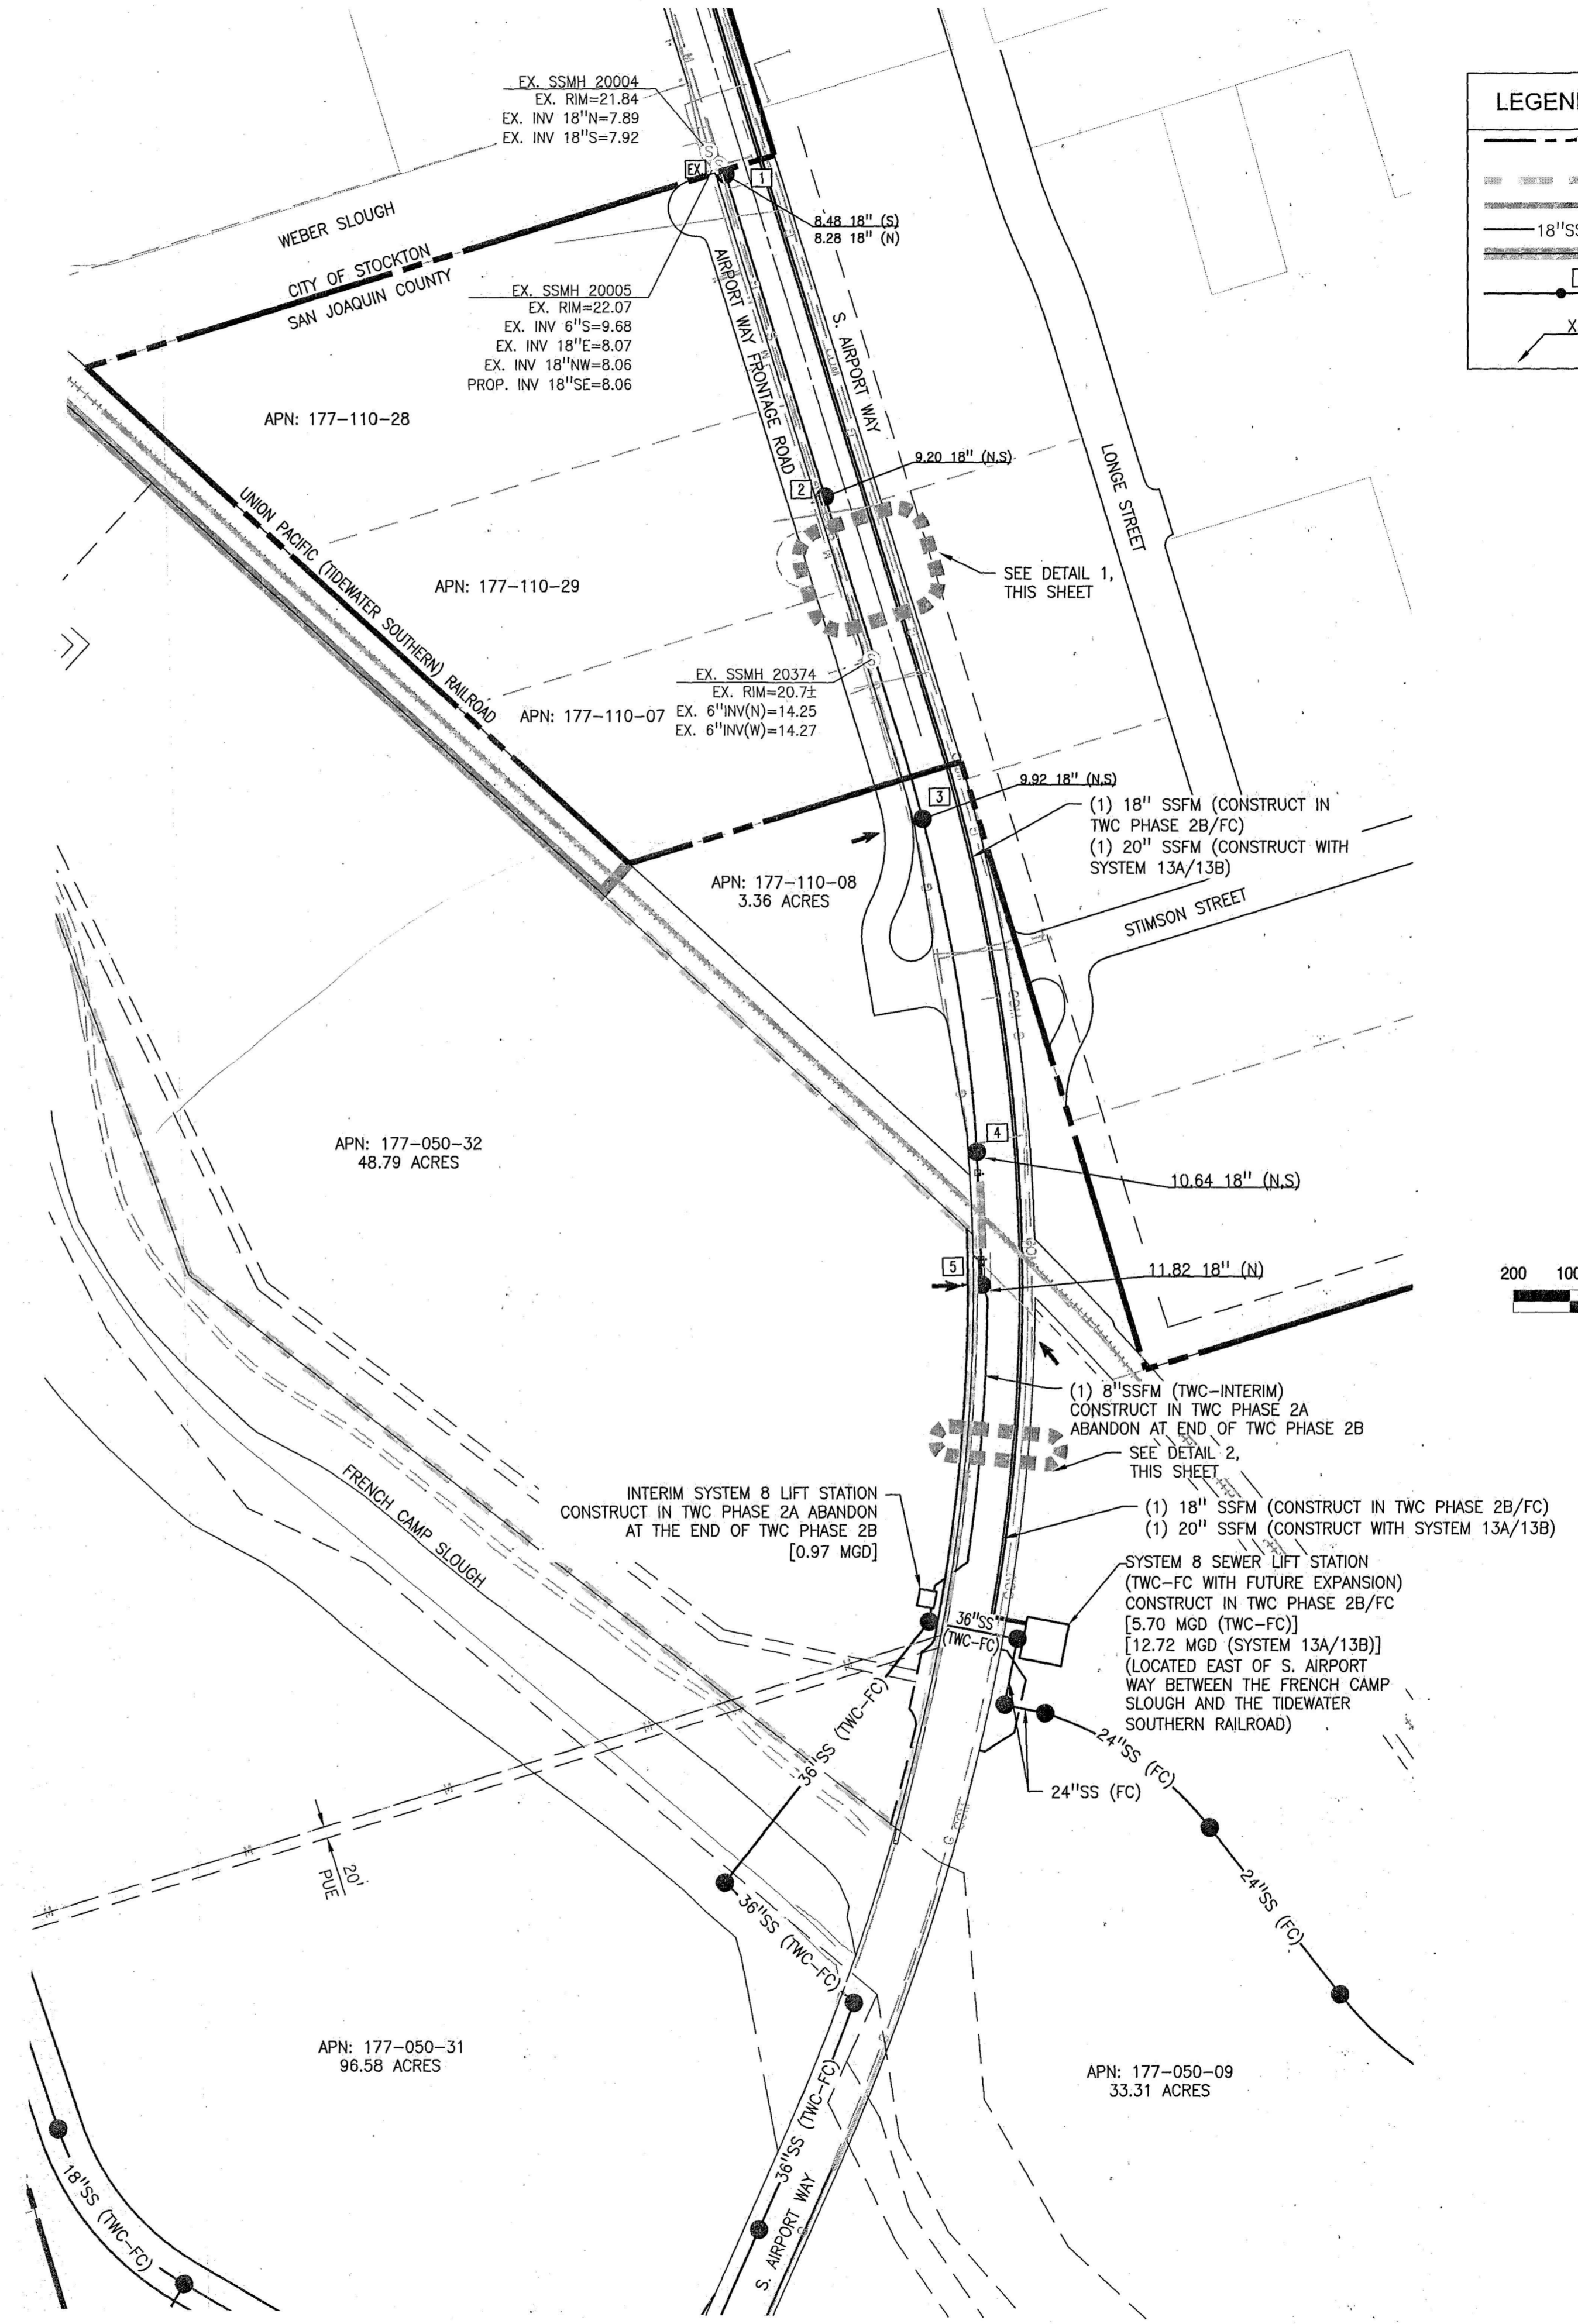 EX. SSMH 20004
EX. RIM=21.84
EX. INV 18"N=7.89
EX. INV 18"S=7.92
LEGEN
18"SS
X
EX.
1
8.48 18" (S)
8.28 18" (N)
WEBER SLOUGH
CITY OF STOCKTON
SAN JOAQUIN COUNTY
EX. SSMH 20005
EX. RIM=22.07
EX. INV 6"S=9.68
EX. INV 18"E=8.07
EX. INV 18"NW=8.06
PROP. INV 18"SE=8.06
AIRPORT WAY FRONTAGE ROAD
S. AIRPORT WAY
LONGE STREET
APN: 177-110-28
UNION PACIFIC (TIDEWATER SOUTHERN) RAILROAD
2
9.20 18" (N,S)
SEE DETAIL 1,
THIS SHEET
APN: 177-110-29
EX. SSMH 20374
EX. RIM=20.7±
EX. 6"INV(N)=14.25
EX. 6"INV(W)=14.27
APN: 177-110-07
3
9.92 18" (N,S)
(1) 18" SSFM (CONSTRUCT IN
TWC PHASE 2B/FC)
(1) 20" SSFM (CONSTRUCT WITH
SYSTEM 13A/13B)
APN: 177-110-08
3.36 ACRES
STIMSON STREET
APN: 177-050-32
48.79 ACRES
4
10.64 18" (N,S)
5
11.82 18" (N)
200 100
(1) 8"SSFM (TWC-INTERIM)
CONSTRUCT IN TWC PHASE 2A
ABANDON AT END OF TWC PHASE 2B
SEE DETAIL 2,
THIS SHEET
FRENCH CAMP SLOUGH
INTERIM SYSTEM 8 LIFT STATION
CONSTRUCT IN TWC PHASE 2A ABANDON
AT THE END OF TWC PHASE 2B
[0.97 MGD]
(1) 18" SSFM (CONSTRUCT IN TWC PHASE 2B/FC)
(1) 20" SSFM (CONSTRUCT WITH SYSTEM 13A/13B)
SYSTEM 8 SEWER LIFT STATION
(TWC-FC WITH FUTURE EXPANSION)
CONSTRUCT IN TWC PHASE 2B/FC
[5.70 MGD (TWC-FC)]
[12.72 MGD (SYSTEM 13A/13B)]
(LOCATED EAST OF S. AIRPORT
WAY BETWEEN THE FRENCH CAMP
SLOUGH AND THE TIDEWATER
SOUTHERN RAILROAD)
36"SS
(TWC-FC)
36"SS (TWC-FC)
24"SS (FC)
24"SS (FC)
24"SS (FC)
20'
PUE
36"SS (TWC-FC)
APN: 177-050-31
96.58 ACRES
APN: 177-050-09
33.31 ACRES
36"SS (TWC-FC)
S. AIRPORT WAY
18"SS (TWC-FC)